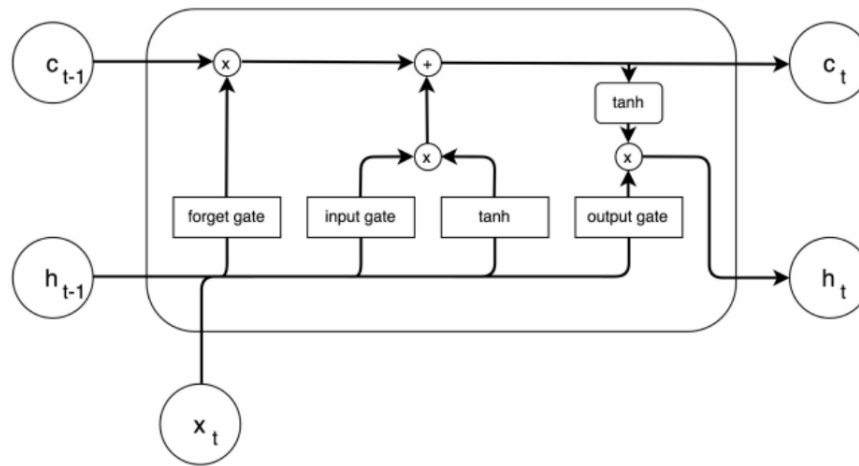 c t-1
x
+
c t
tanh
x
x
forget gate
input gate
tanh
output gate
h t-1
h t
x t